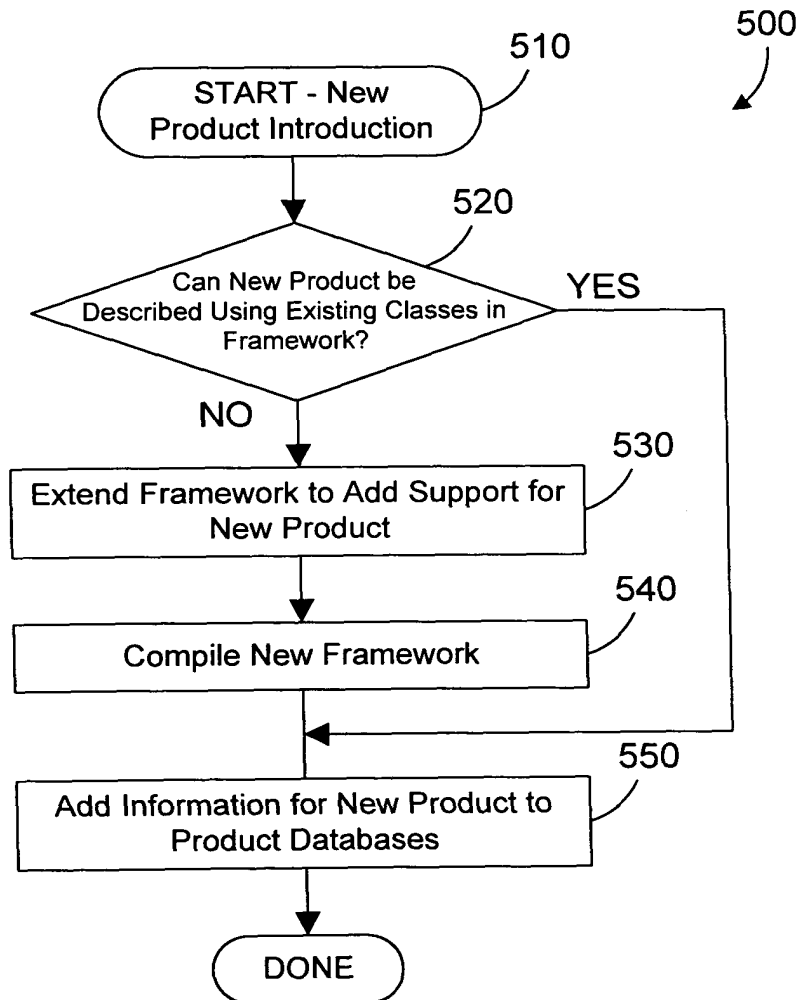 500
510
START - New
Product Introduction
520
Can New Product be
Described Using Existing Classes in
Framework?
YES
NO
530
Extend Framework to Add Support for
New Product
540
Compile New Framework
550
Add Information for New Product to
Product Databases
DONE